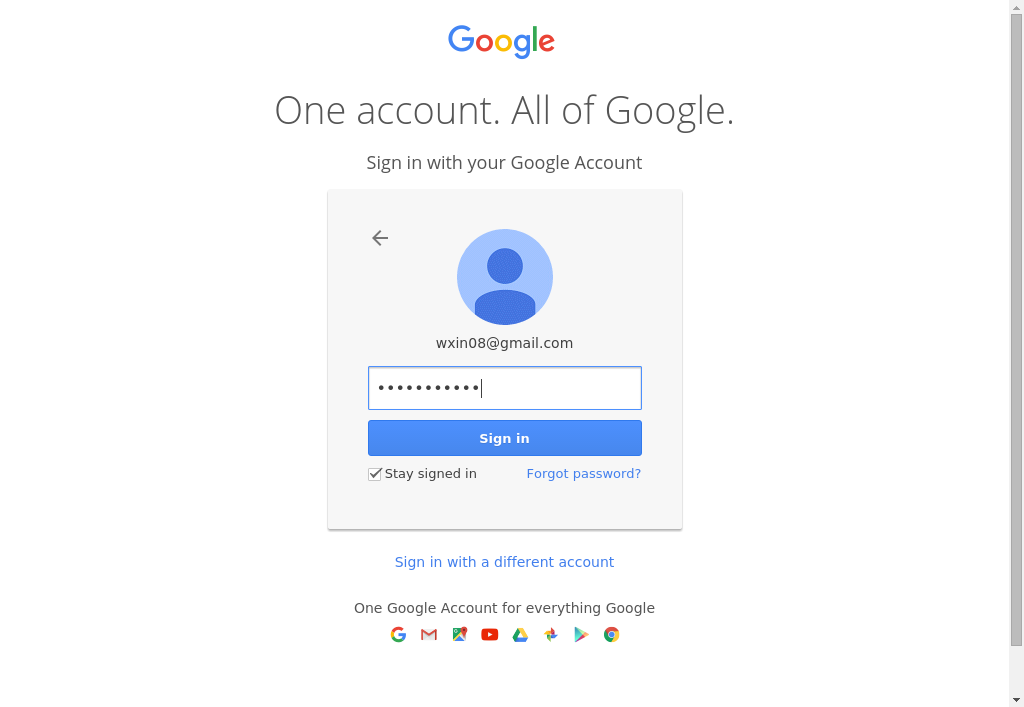 Google
One account. All of Google.
Sign in with your Google Account
wxin08@gmail.com
•••••••••••
Sign in
Stay signed in Forgot password?
Sign in with a different account
One Google Account for everything Google